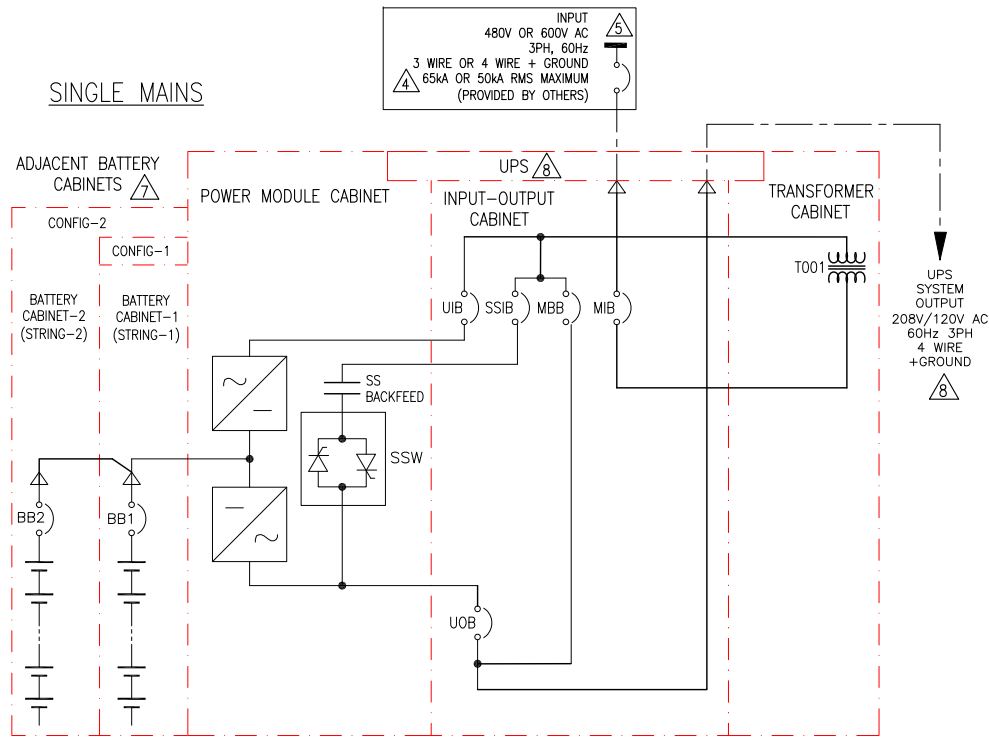 INPUT
480V OR 600V AC
3PH, 60Hz
3 WIRE OR 4 WIRE + GROUND
65kA OR 50kA RMS MAXIMUM
(PROVIDED BY OTHERS)
5
4
SINGLE MAINS
ADJACENT BATTERY
CABINETS 7
UPS 8
POWER MODULE CABINET
INPUT-OUTPUT
CABINET
TRANSFORMER
CABINET
CONFIG-2
CONFIG-1
BATTERY
CABINET-2
(STRING-2)
BATTERY
CABINET-1
(STRING-1)
UIB
SSIB
MBB
MIB
T001
UPS
SYSTEM
OUTPUT
208V/120V AC
60Hz 3PH
4 WIRE
+GROUND
8
SS
BACKFEED
SSW
BB2
BB1
UOB